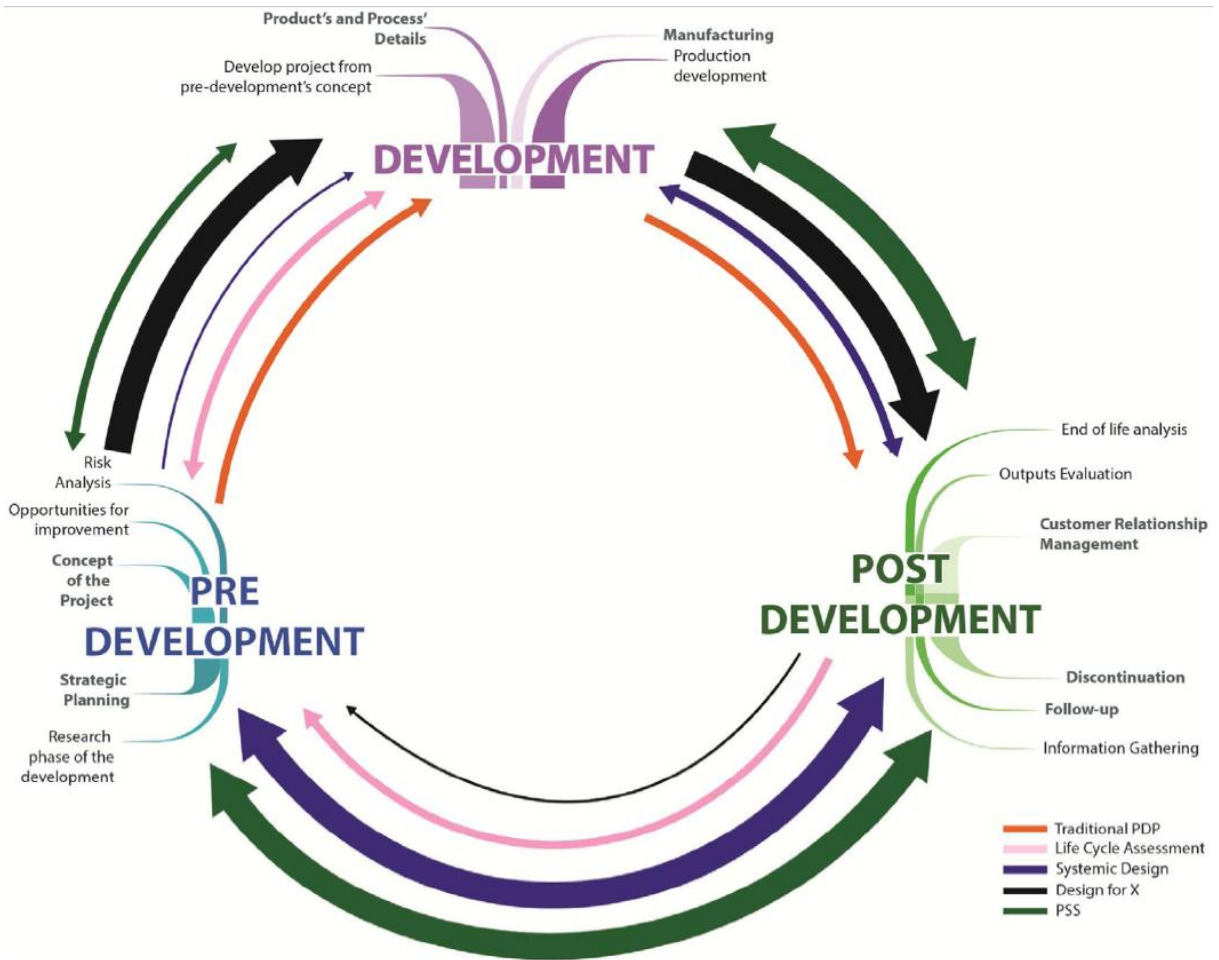 Product's and Process'
Details
Develop project from
pre-development's concept
Manufacturing
Production
development
DEVELOPMENT
Risk
Analysis
Opportunities for
improvement
Concept
of the
Project
PRE
DEVELOPMENT
Strategic
Planning
Research
phase of the
development
End of life analysis
Outputs Evaluation
Customer Relationship
Management
POST
DEVELOPMENT
Discontinuation
Follow-up
Information Gathering
Traditional PDP
Life Cycle Assessment
Systemic Design
Design for X
PSS